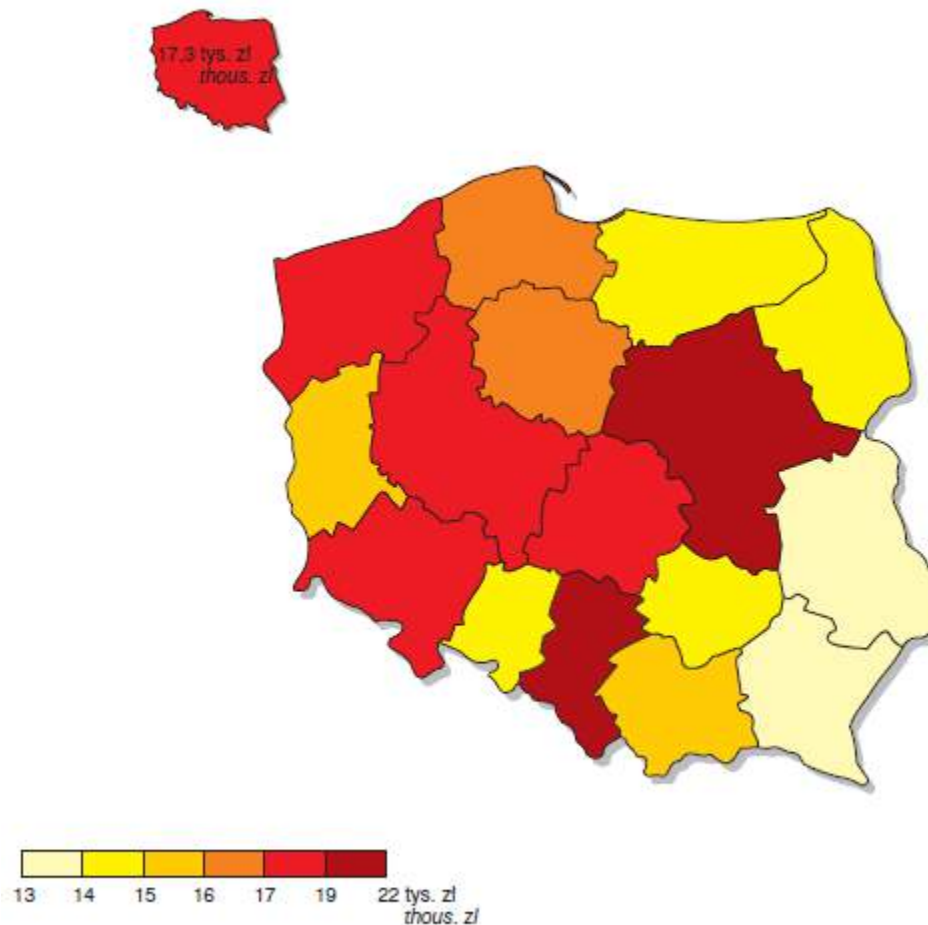 17,3 tys. zł
thous. zł
13 14 15 16 17 19 22 tys. zł
thous. zł